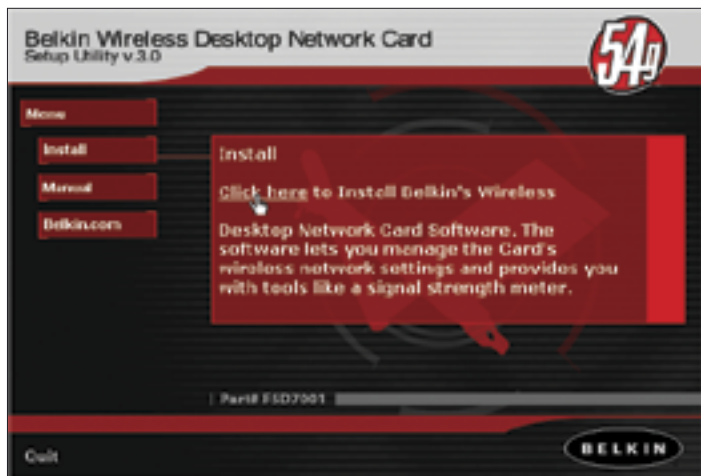 Belkin Wireless Desktop Network Card
Setup Utility v.3.0
54g
Menu
Install
Manual
Belkin.com
Install
Click here to Install Belkin's Wireless
Desktop Network Card Software. The
software lets you manage the Card's
wireless network settings and provides you
with tools like a signal strength meter.
Part# F5D7001
Quit
BELKIN